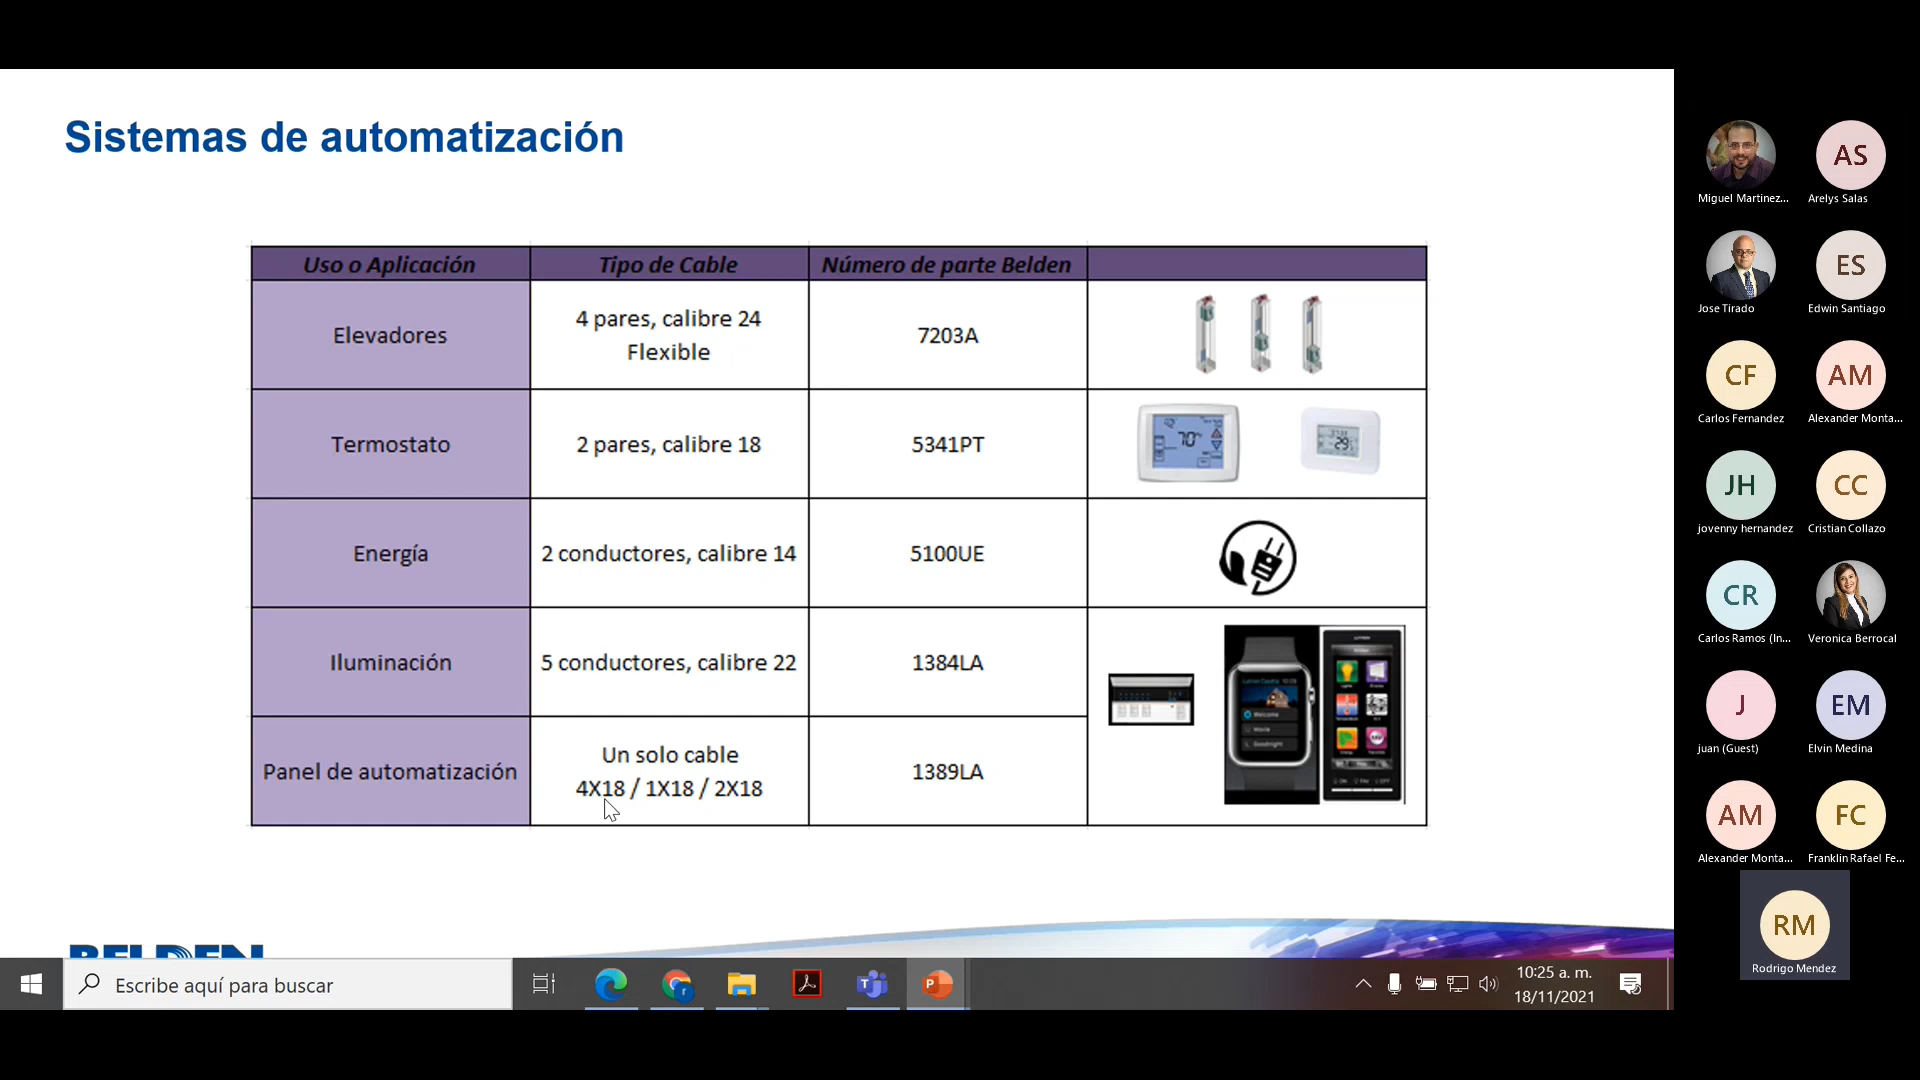 Sistemas de automatización
Uso o Aplicación
Tipo de Cable
Número de parte Belden
Elevadores
4 pares, calibre 24
Flexible
7203A
Termostato
2 pares, calibre 18
5341PT
70°
Energía
2 conductores, calibre 14
5100UE
Iluminación
5 conductores, calibre 22
1384LA
Panel de automatización
Un solo cable
4X18 / 1X18 / 2X18
1389LA
Welcome
Goodnight
BELDEN
Escribe aquí para buscar
10:25 a. m.
18/11/2021
Miguel Martinez...
AS
Arelys Salas
Jose Tirado
ES
Edwin Santiago
CF
Carlos Fernandez
AM
Alexander Monta...
JH
jovenny hernandez
CC
Cristian Collazo
CR
Carlos Ramos (In...
Veronica Berrocal
J
juan (Guest)
EM
Elvin Medina
AM
Alexander Monta...
FC
Franklin Rafael Fe...
RM
Rodrigo Mendez